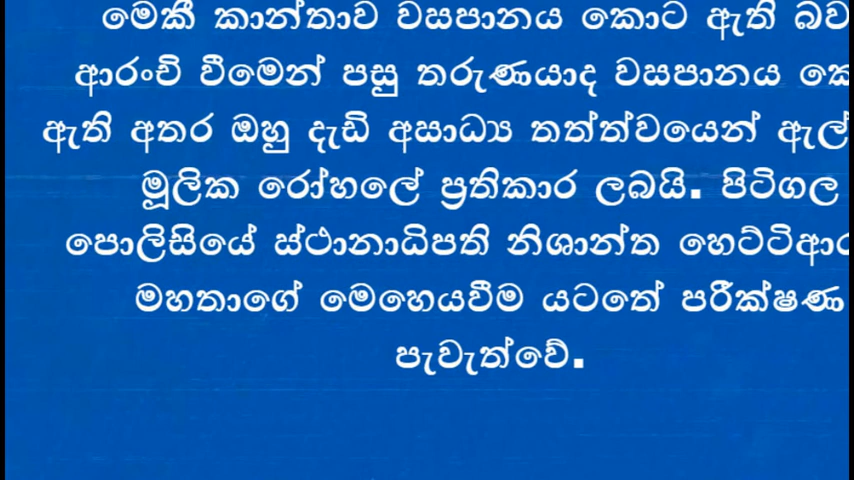 මෙකී කාන්තාව වසපානය කොට ඇති බව
ආරංචි වීමෙන් පසු තරුණයාද වසපානය
ඇති අතර ඔහු දැඩි අසාධ්‍ය තත්ත්වයෙන්
මූලික රෝහලේ ප්‍රතිකාර ලබයි. පිටිගල
පොලිසියේ ස්ථානාධිපති නිශාන්ත
මහතාගේ මෙහෙයවීම යටතේ පරීක්ෂණ
පැවැත්වේ.